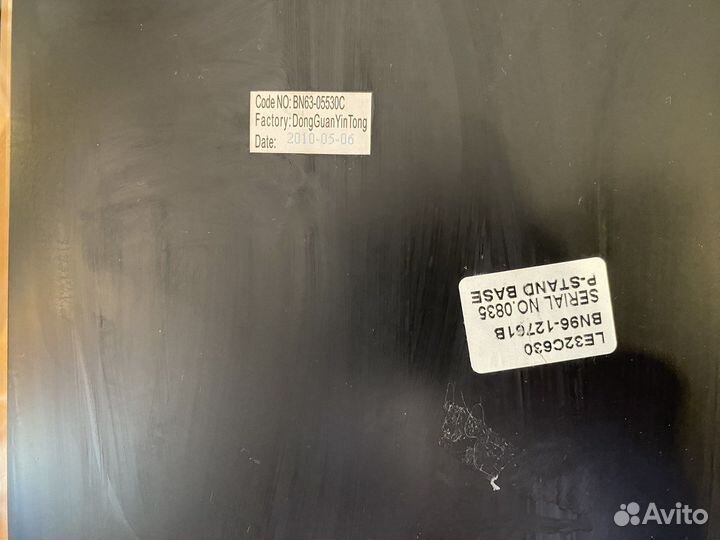 Code NO: BN63-05530C
Factory: DongGuanYinTong
Date: 2010-05-06
LE32C630
BN96-12761B
SERIAL NO.0835
P-STAND BASE
Avito